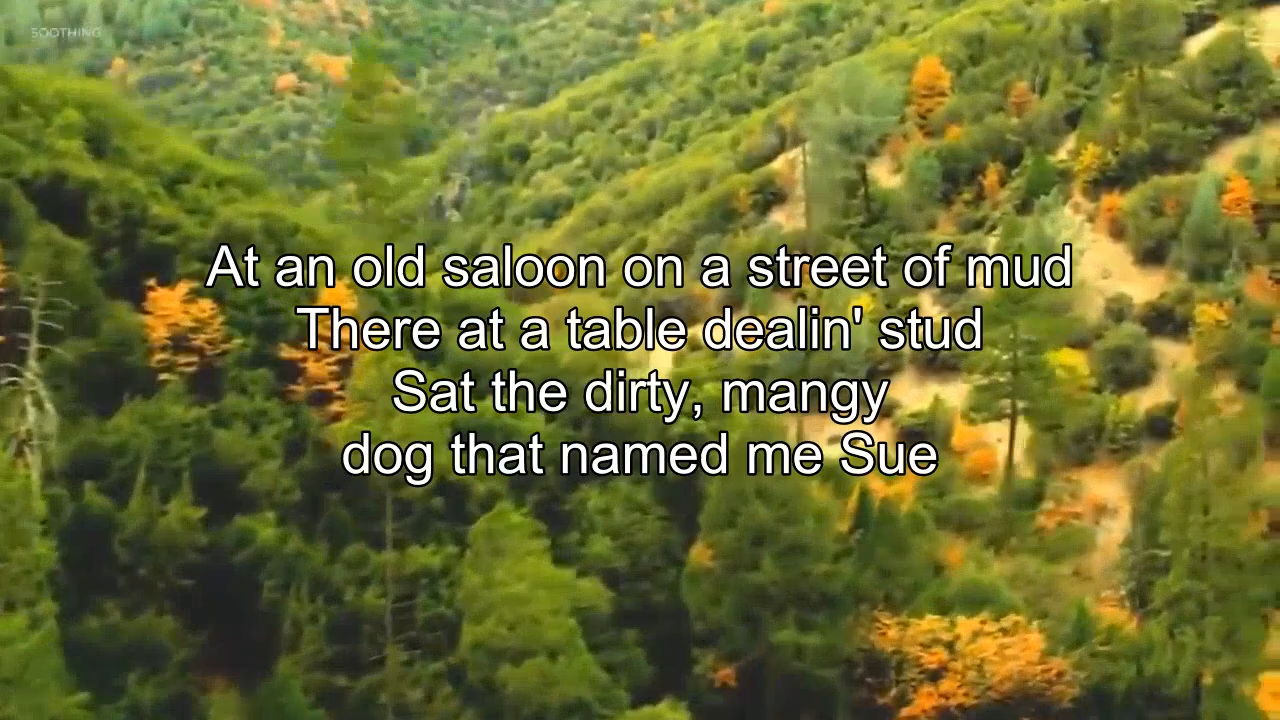 SOOTHING
At an old saloon on a street of mud
There at a table dealin' stud
Sat the dirty, mangy
dog that named me Sue